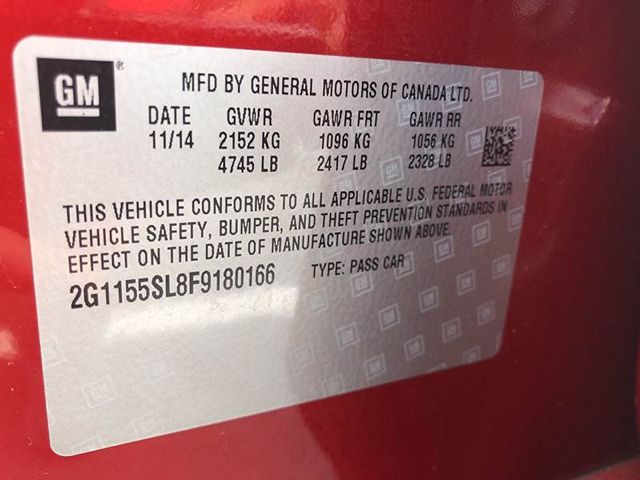 GM®
MFD BY GENERAL MOTORS OF CANADA LTD.
DATE GVWR GAWR FRT GAWR RR
11/14 2152 KG 1096 KG 1056 KG
4745 LB 2417 LB 2328 LB
THIS VEHICLE CONFORMS TO ALL APPLICABLE U.S. FEDERAL MOTOR
VEHICLE SAFETY, BUMPER, AND THEFT PREVENTION STANDARDS IN
EFFECT ON THE DATE OF MANUFACTURE SHOWN ABOVE.
2G1155SL8F9180166 TYPE: PASS CAR